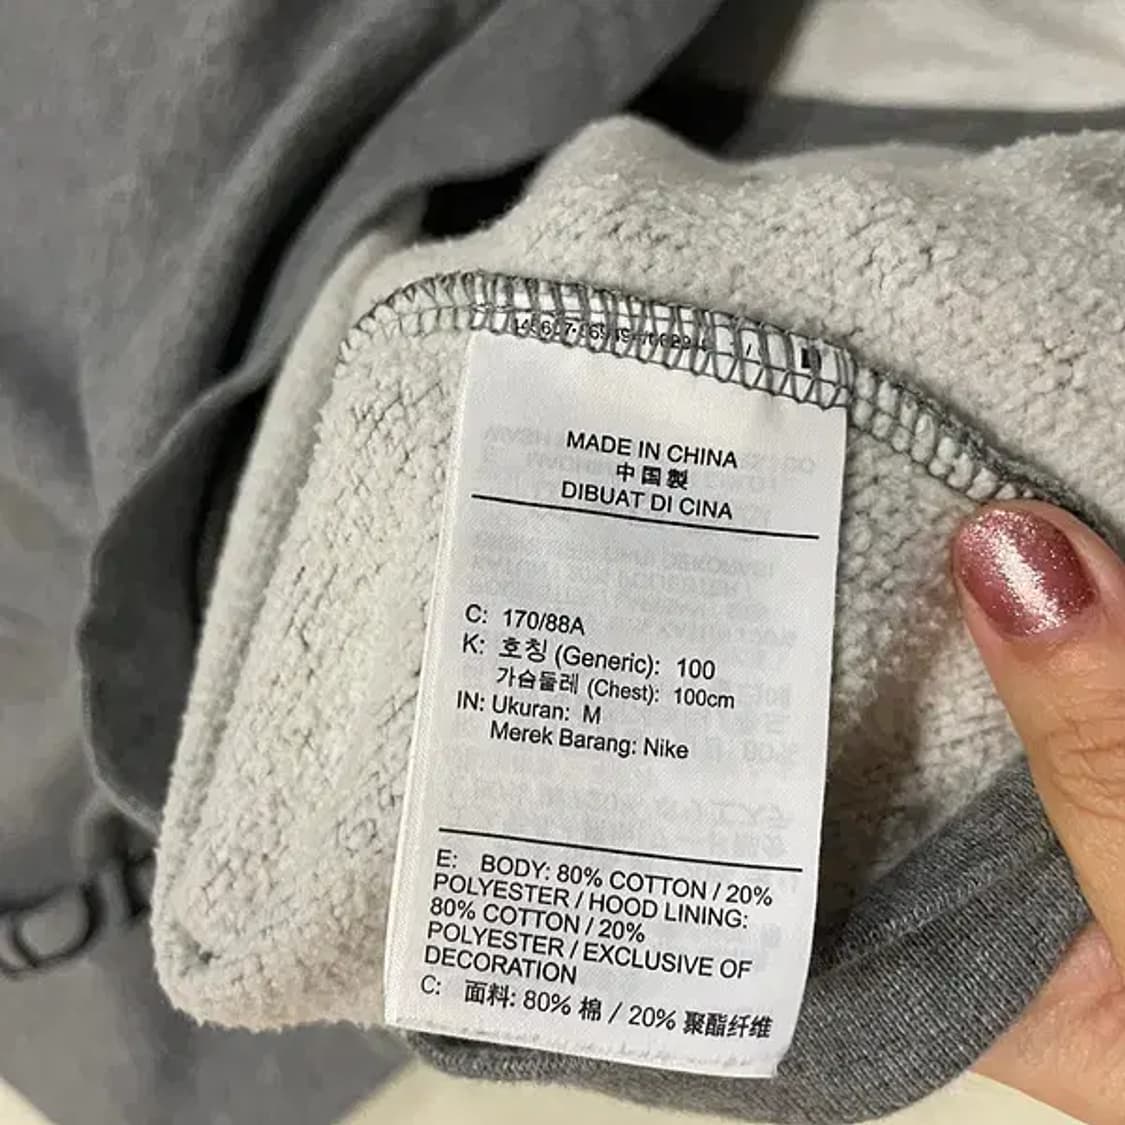 MADE IN CHINA
中国製
DIBUAT DI CINA
C: 170/88A
K: 호칭 (Generic): 100
가슴둘레 (Chest): 100cm
IN: Ukuran: M
Merek Barang: Nike
E: BODY: 80% COTTON / 20%
POLYESTER / HOOD LINING:
80% COTTON / 20%
POLYESTER / EXCLUSIVE OF
DECORATION
C: 面料: 80% 棉 / 20% 聚酯纤维